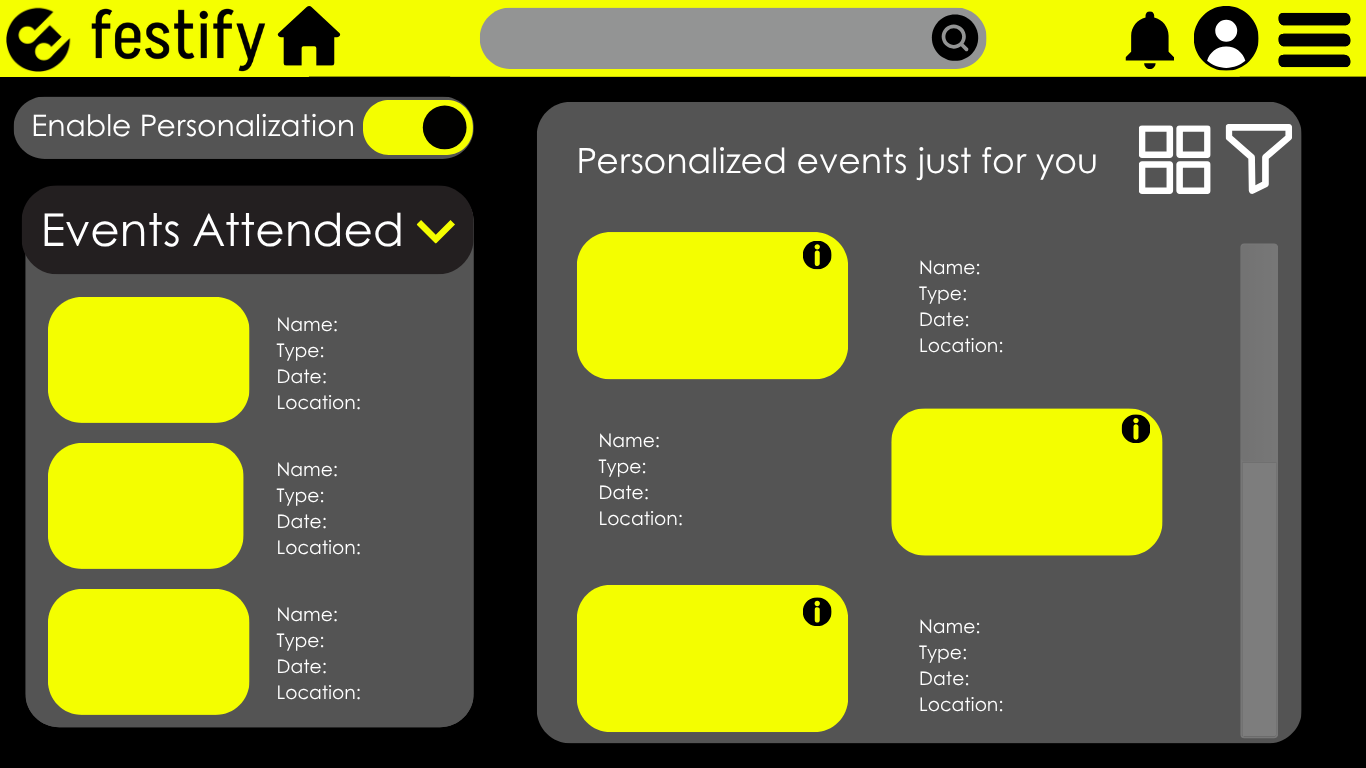 festify
Enable Personalization
Events Attended
Name:
Type:
Date:
Location:
Name:
Type:
Date:
Location:
Name:
Type:
Date:
Location:
Personalized events just for you
Name:
Type:
Date:
Location:
Name:
Type:
Date:
Location:
Name:
Type:
Date:
Location: